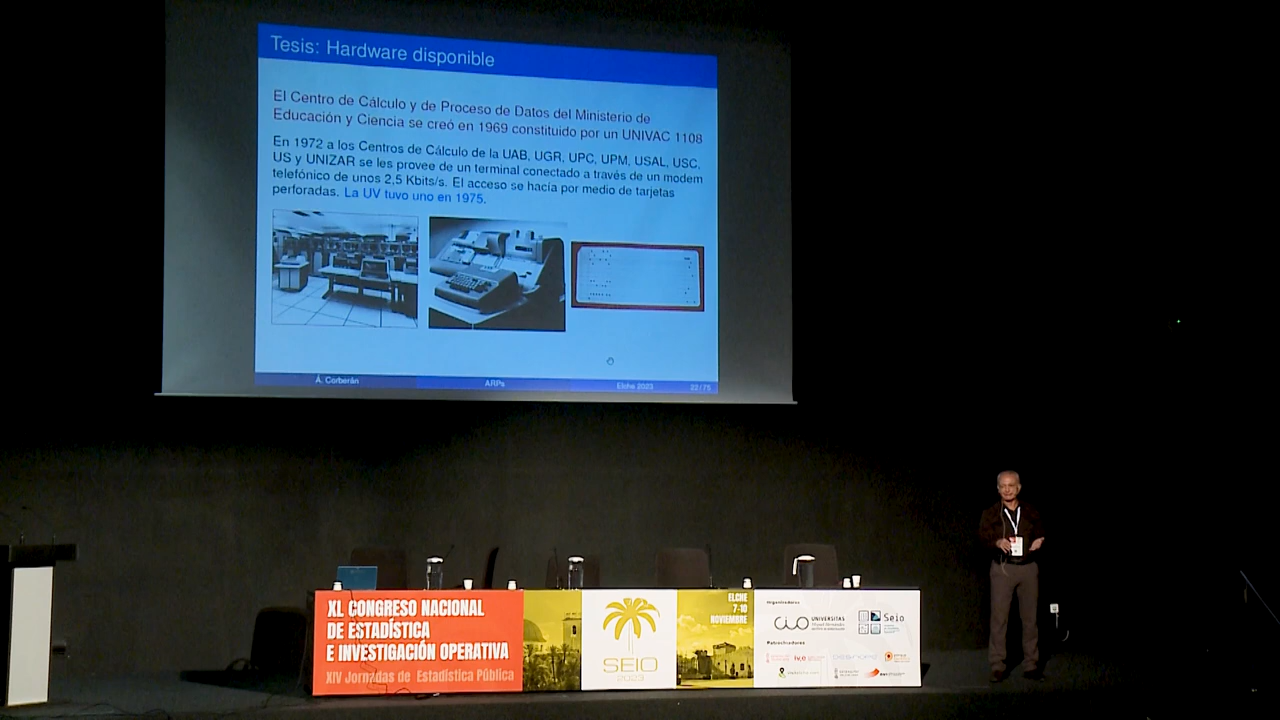 Tesis: Hardware disponible
El Centro de Cálculo y de Proceso de Datos del Ministerio de
Educación y Ciencia se creó en 1969 constituido por un UNIVAC 1108
En 1972 a los Centros de Cálculo de la UAB, UGR, UPC, UPM, USAL, USC,
US y UNIZAR se les provee de un terminal conectado a través de un modem
telefónico de unos 2,5 Kbits/s. El acceso se hacía por medio de tarjetas
perforadas. La UV tuvo uno en 1975.
Á. Corberán
ARPs
Elche 2023
22/75
XL CONGRESO NACIONAL
DE ESTADÍSTICA
E INVESTIGACIÓN OPERATIVA
XIV Jornadas de Estadística Pública
SEIO
2023
ELCHE
7-10
NOVIEMBRE
Organizadores
CIO
UNIVERSITAS
Miguel Hernández
Seio
Patrocinadores